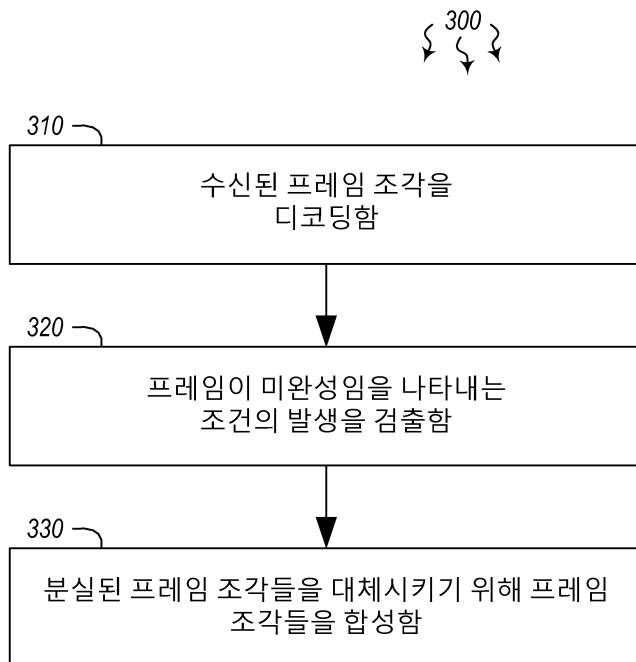 300
310
수신된 프레임 조각을
디코딩함
320
프레임이 미완성임을 나타내는
조건의 발생을 검출함
330
분실된 프레임 조각들을 대체시키기 위해 프레임
조각들을 합성함